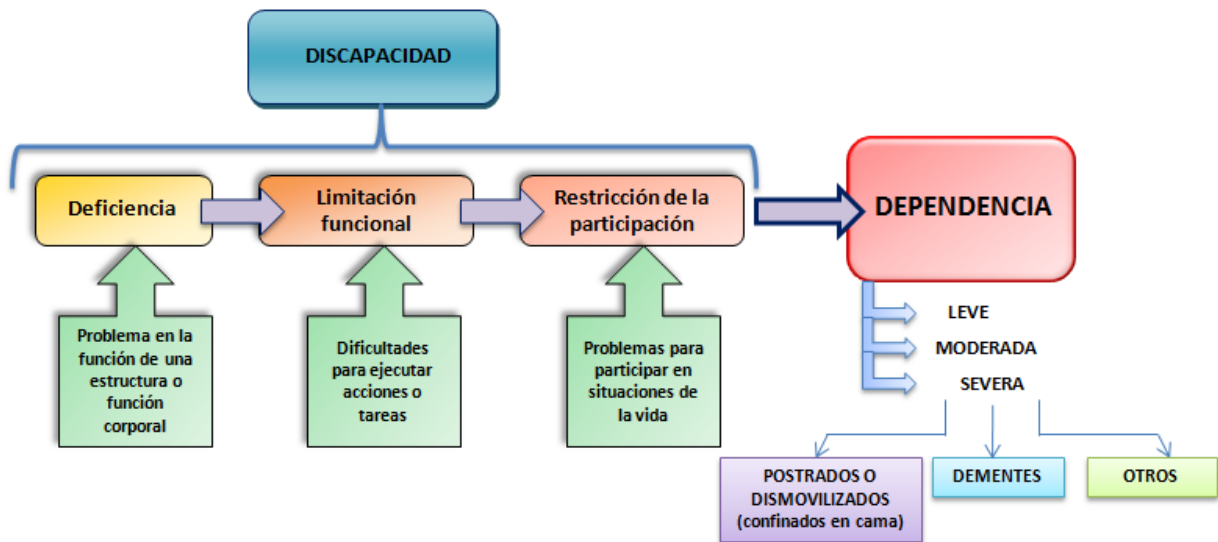 DISCAPACIDAD
Deficiencia
Limitación
funcional
Restricción de la
participación
DEPENDENCIA
Problema en la
función de una
estructura o
función
corporal
Dificultades
para ejecutar
acciones o
tareas
Problemas para
participar en
situaciones de
la vida
LEVE
MODERADA
SEVERA
POSTRADOS O
DISMOVILIZADOS
(confinados en cama)
DEMENTES
OTROS